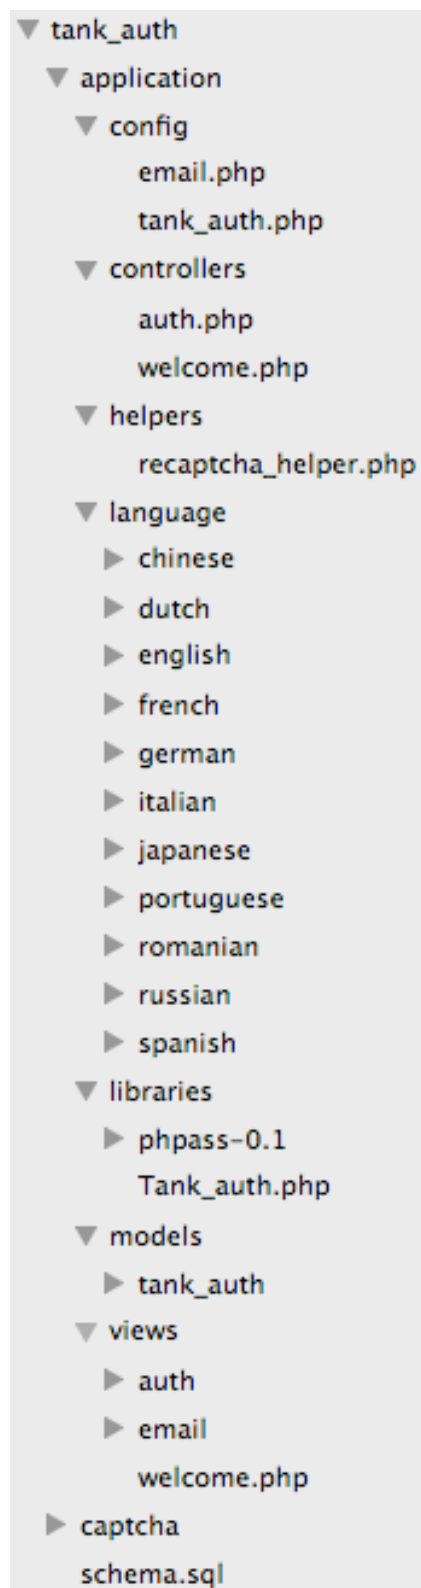 tank_auth
application
config
email.php
tank_auth.php
controllers
auth.php
welcome.php
helpers
recaptcha_helper.php
language
chinese
dutch
english
french
german
italian
japanese
portuguese
romanian
russian
spanish
libraries
phpass-0.1
Tank_auth.php
models
tank_auth
views
auth
email
welcome.php
captcha
schema.sql